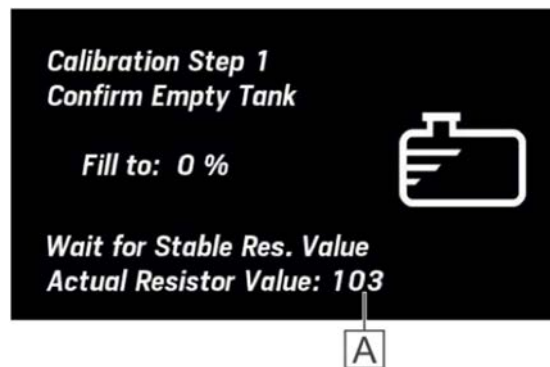 Calibration Step 1
Confirm Empty Tank
Fill to: 0 %
Wait for Stable Res. Value
Actual Resistor Value: 103
A